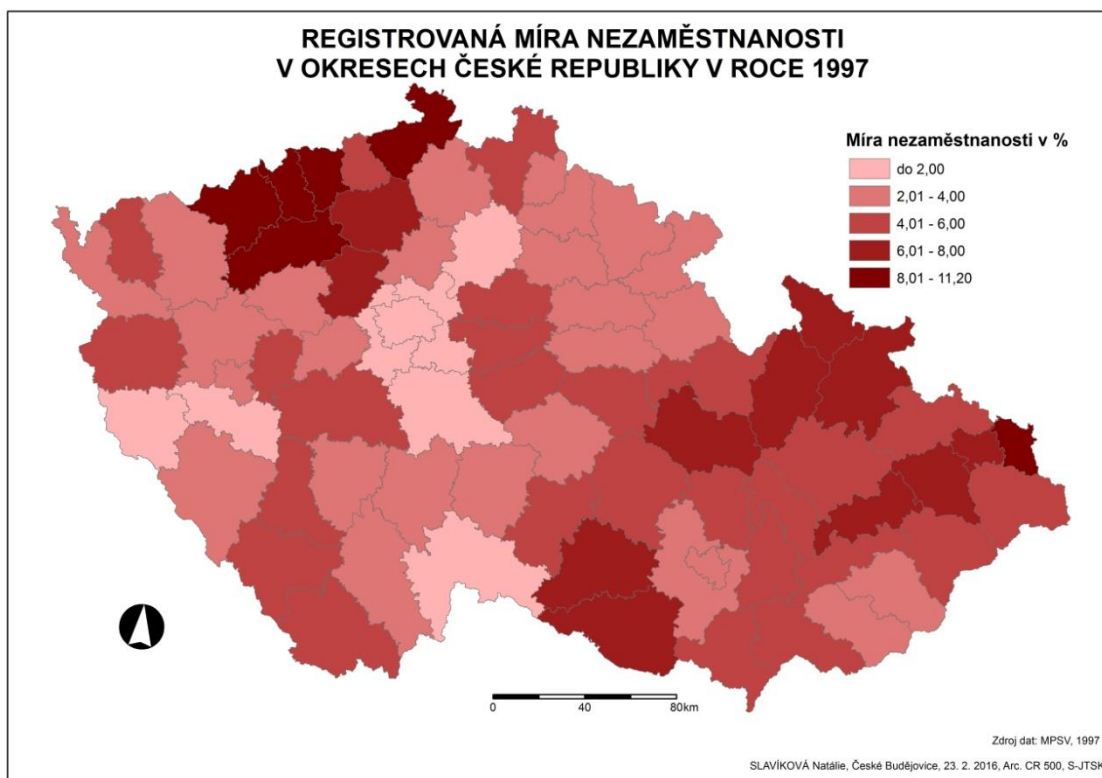 REGISTROVANÁ MÍRA NEZAMĚSTNANOSTI
V OKRESECH ČESKÉ REPUBLIKY V ROCE 1997
Míra nezaměstnanosti v %
do 2,00
2,01 - 4,00
4,01 - 6,00
6,01 - 8,00
8,01 - 11,20
0 40 80km
Zdroj dat: MPSV, 1997
SLAVÍKOVÁ Natálie, České Budějovice, 23. 2. 2016, Arc. CR 500, S-JTSK